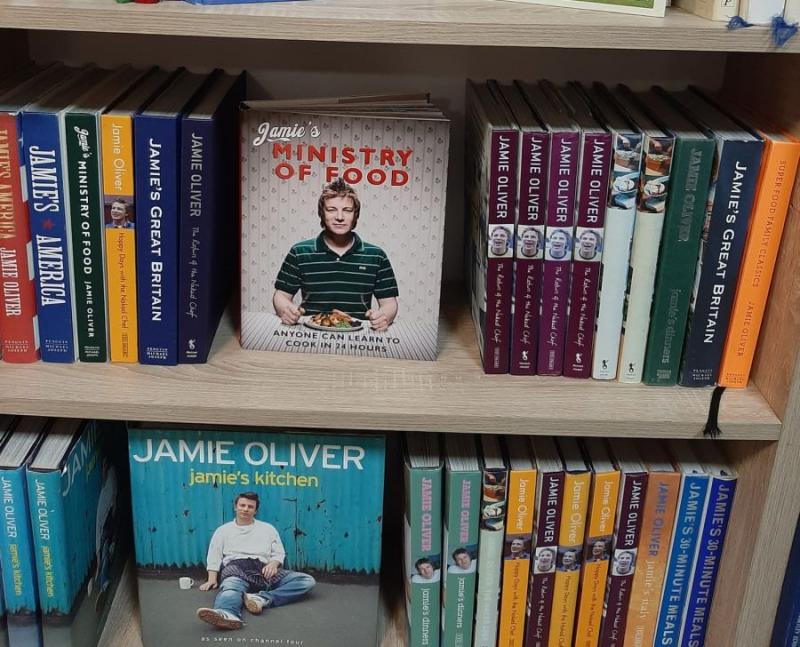 JAMIE'S AMERICA JAMIE OLIVER
JAMIE'S AMERICA
Jamie's MINISTRY OF FOOD JAMIE OLIVER
Jamie Oliver Happy Days with the Naked Chef
JAMIE'S GREAT BRITAIN
JAMIE OLIVER The Return of the Naked Chef
Jamie's
MINISTRY
OF FOOD
ANYONE CAN LEARN TO
COOK IN 24 HOURS
JAMIE OLIVER The Return of the Naked Chef
JAMIE OLIVER The Return of the Naked Chef
JAMIE OLIVER The Return of the Naked Chef
JAMIE OLIVER The Return of the Naked Chef
JAMIE OLIVER jamie's dinners
JAMIE'S GREAT BRITAIN
SUPER FOOD FAMILY CLASSICS JAMIE OLIVER
JAMIE OLIVER jamie's kitchen
JAMIE OLIVER jamie's kitchen
JAMIE OLIVER
jamie's kitchen
as seen on channel four
JAMIE OLIVER jamie's dinners
JAMIE OLIVER jamie's dinners
Jamie Oliver Happy Days with the Naked Chef
JAMIE OLIVER The Return of the Naked Chef
Jamie Oliver Happy Days with the Naked Chef
Jamie Oliver Happy Days with the Naked Chef
JAMIE OLIVER The Return of the Naked Chef
JAMIE OLIVER jamie's italy
JAMIE'S 30-MINUTE MEALS
JAMIE'S 30-MINUTE MEALS